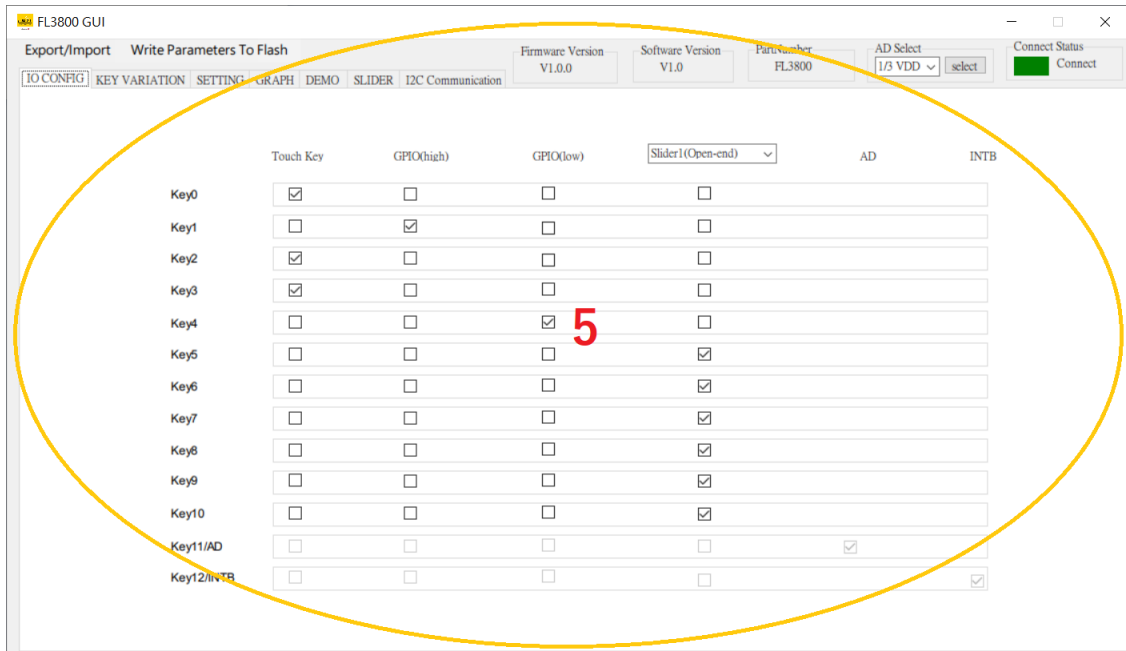 FL3800 GUI
Export/Import Write Parameters To Flash
Firmware Version
V1.0.0
Software Version
V1.0
PartNumber
FL3800
AD Select
1/3 VDD select
Connect Status
Connect
IO CONFIG KEY VARIATION SETTING GRAPH DEMO SLIDER I2C Communication
Touch Key GPIO(high) GPIO(low) Slider1(Open-end) AD INTB
Key0
Key1
Key2
Key3
Key4
5
Key5
Key6
Key7
Key8
Key9
Key10
Key11/AD
Key12/INTB